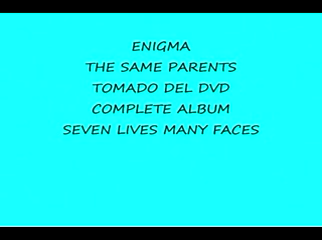 ENIGMA
THE SAME PARENTS
TOMADO DEL DVD
COMPLETE ALBUM
SEVEN LIVES MANY FACES